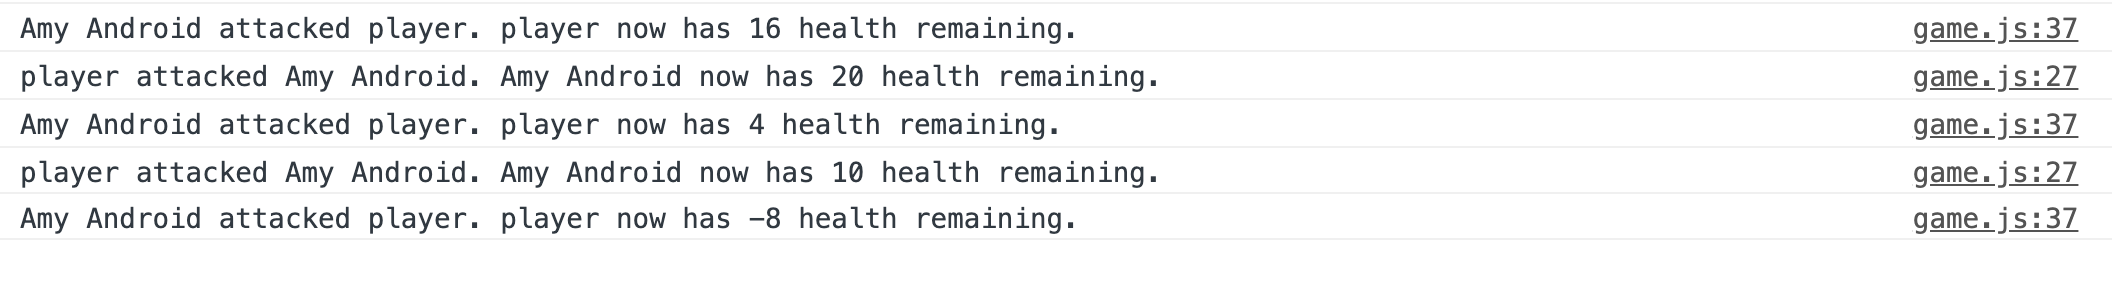 Amy Android attacked player. player now has 16 health remaining. game.js:37
player attacked Amy Android. Amy Android now has 20 health remaining. game.js:27
Amy Android attacked player. player now has 4 health remaining. game.js:37
player attacked Amy Android. Amy Android now has 10 health remaining. game.js:27
Amy Android attacked player. player now has -8 health remaining. game.js:37